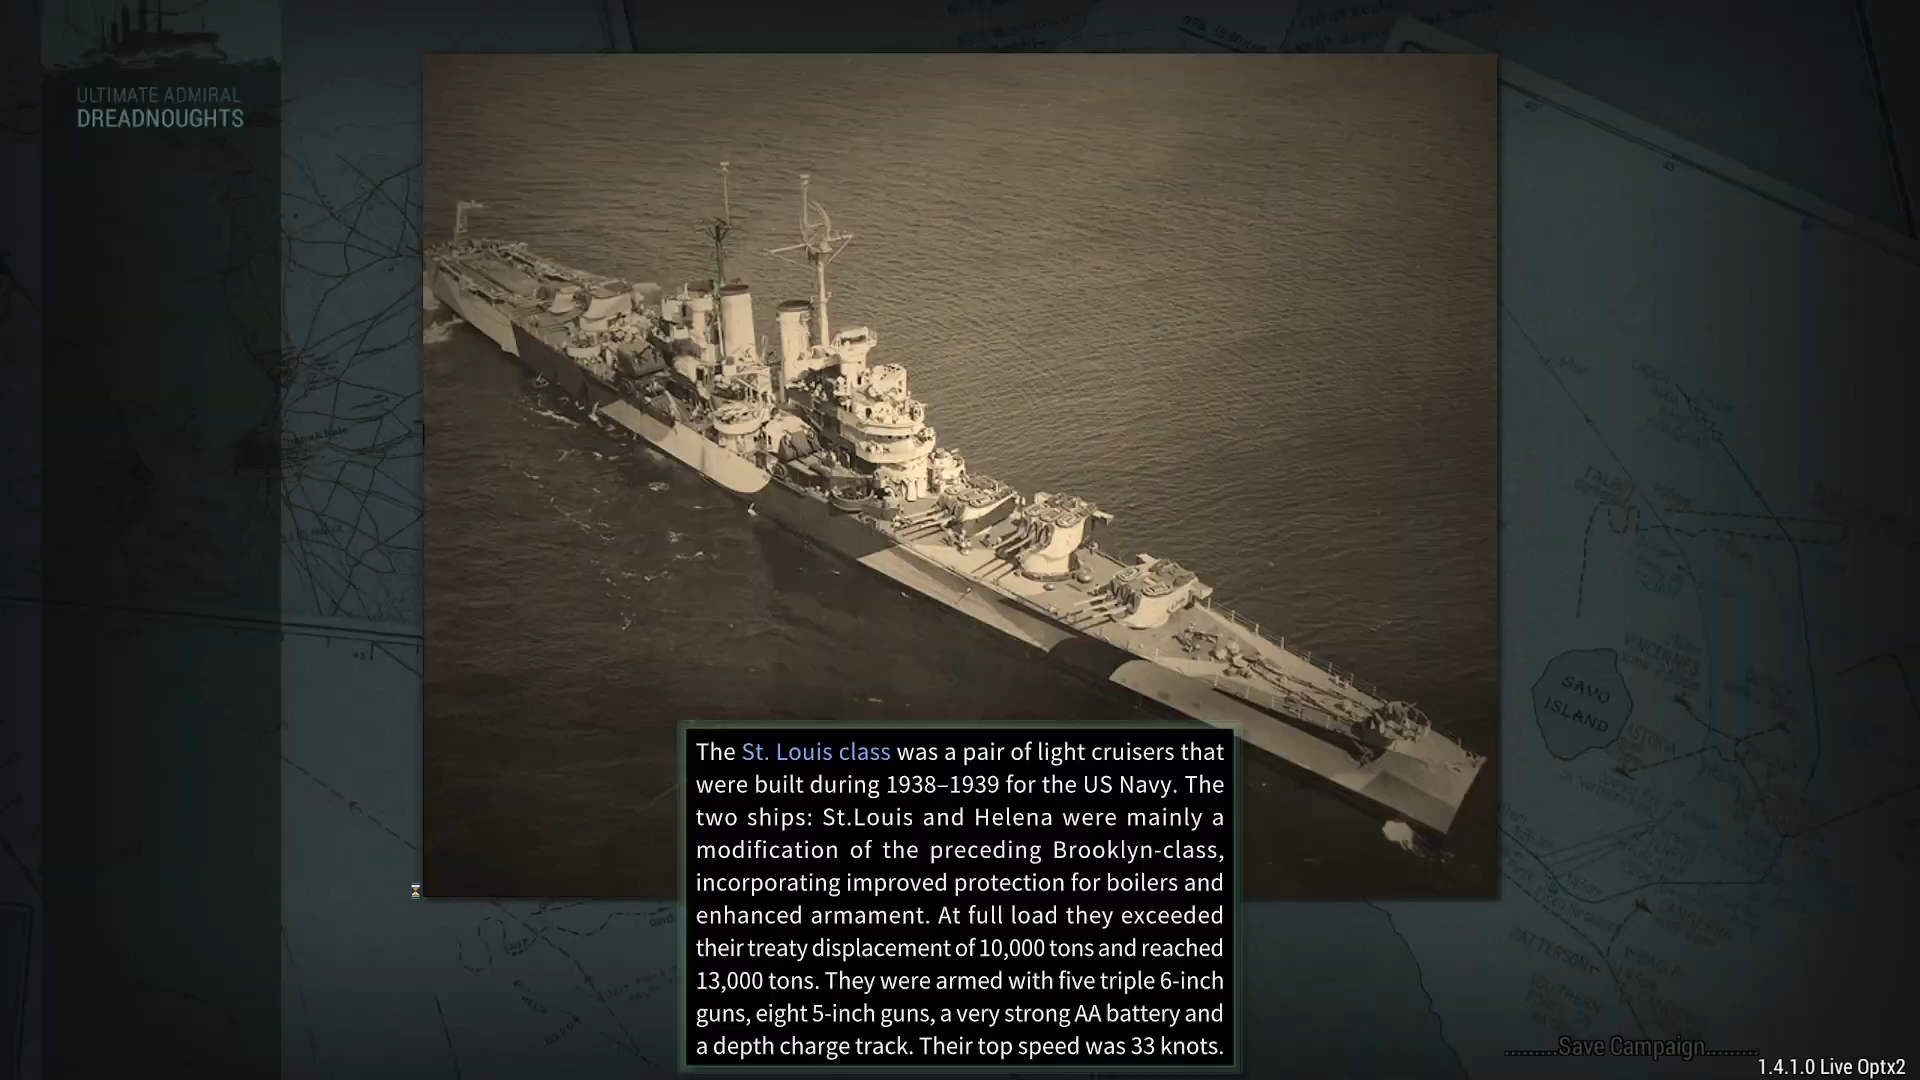 ULTIMATE ADMIRAL
DREADNOUGHTS
The St. Louis class was a pair of light cruisers that
were built during 1938–1939 for the US Navy. The
two ships: St.Louis and Helena were mainly a
modification of the preceding Brooklyn-class,
incorporating improved protection for boilers and
enhanced armament. At full load they exceeded
their treaty displacement of 10,000 tons and reached
13,000 tons. They were armed with five triple 6-inch
guns, eight 5-inch guns, a very strong AA battery and
a depth charge track. Their top speed was 33 knots.
SAVO
ISLAND
VINCENNES
ASTORIA
CANBERRA
PATTERSON
........Save Campaign........
1.4.1.0 Live Optx2